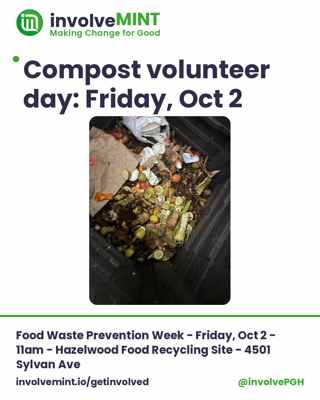 involveMINT
Making Change for Good
Compost volunteer
day: Friday, Oct 2
Food Waste Prevention Week - Friday, Oct 2 -
11am - Hazelwood Food Recycling Site - 4501
Sylvan Ave
involvemint.io/getinvolved
@involvePGH